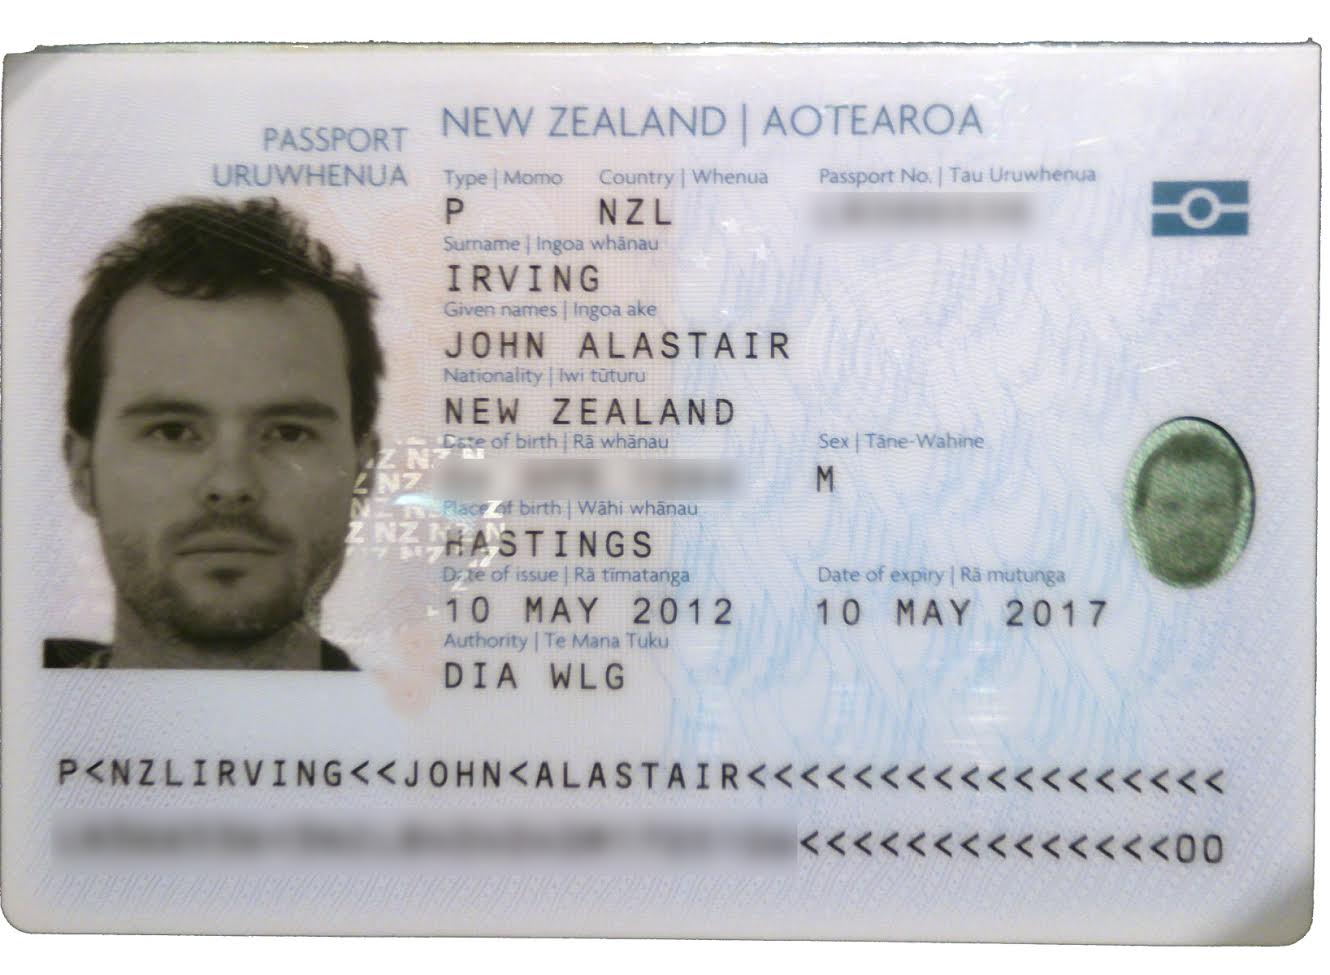 PASSPORT
URUWHENUA
NEW ZEALAND | AOTEAROA
Type | Momo Country | Whenua Passport No. | Tau Uruwhenua
P NZL
Surname | Ingoa whānau
IRVING
Given names | Ingoa ake
JOHN ALASTAIR
Nationality | Iwi tūturu
NEW ZEALAND
Date of birth | Rā whānau Sex | Tāne-Wahine
M
Place of birth | Wāhi whānau
HASTINGS
Date of issue | Rā tīmatanga Date of expiry | Rā mutunga
10 MAY 2012 10 MAY 2017
Authority | Te Mana Tuku
DIA WLG
P<NZLIRVING<<JOHN<ALASTAIR<<<<<<<<<<<<<<<<<<
<<<<<<<<<<<<<<00